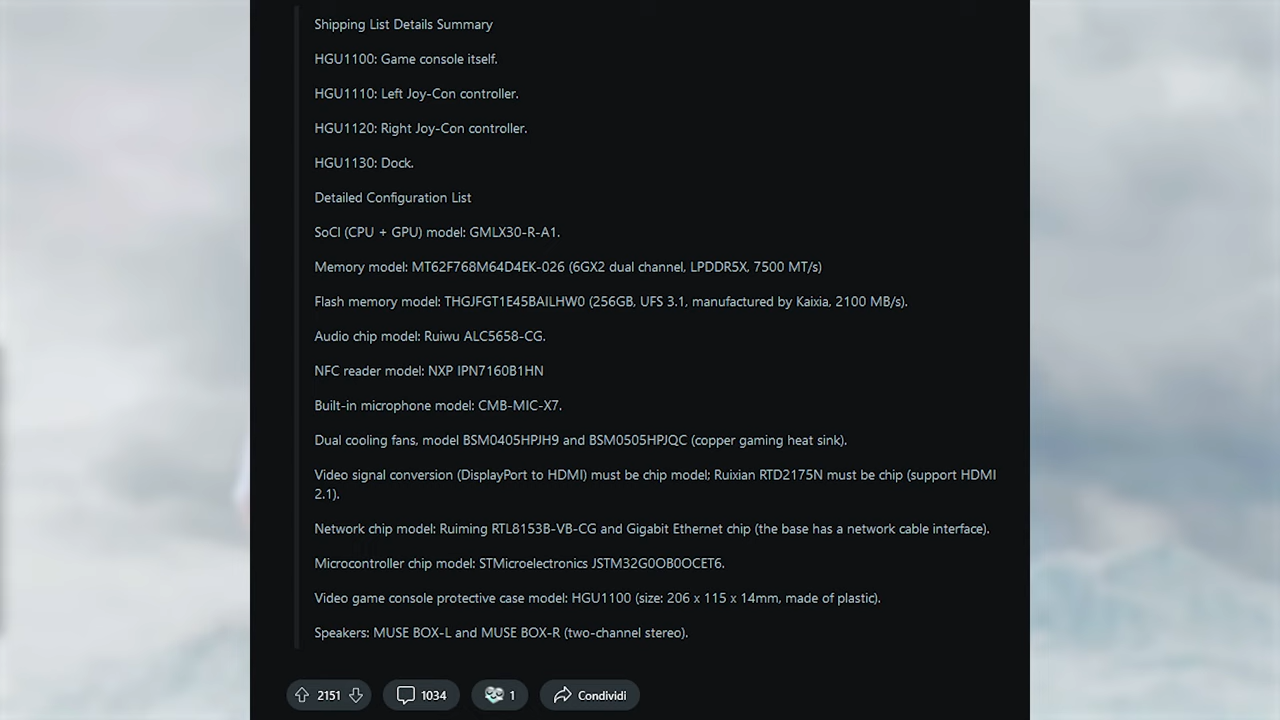 Shipping List Details Summary
HGU1100: Game console itself.
HGU1110: Left Joy-Con controller.
HGU1120: Right Joy-Con controller.
HGU1130: Dock.
Detailed Configuration List
SoCI (CPU + GPU) model: GMLX30-R-A1.
Memory model: MT62F768M64D4EK-026 (6GX2 dual channel, LPDDR5X, 7500 MT/s)
Flash memory model: THGJFGT1E45BAILHW0 (256GB, UFS 3.1, manufactured by Kaixia, 2100 MB/s).
Audio chip model: Ruiwu ALC5658-CG.
NFC reader model: NXP IPN7160B1HN
Built-in microphone model: CMB-MIC-X7.
Dual cooling fans, model BSM0405HPJH9 and BSM0505HPJQC (copper gaming heat sink).
Video signal conversion (DisplayPort to HDMI) must be chip model; Ruixian RTD2175N must be chip (support HDMI
2.1).
Network chip model: Ruiming RTL8153B-VB-CG and Gigabit Ethernet chip (the base has a network cable interface).
Microcontroller chip model: STMicroelectronics JSTM32G0OB0OCET6.
Video game console protective case model: HGU1100 (size: 206 x 115 x 14mm, made of plastic).
Speakers: MUSE BOX-L and MUSE BOX-R (two-channel stereo).
2151 1034 1 Condividi